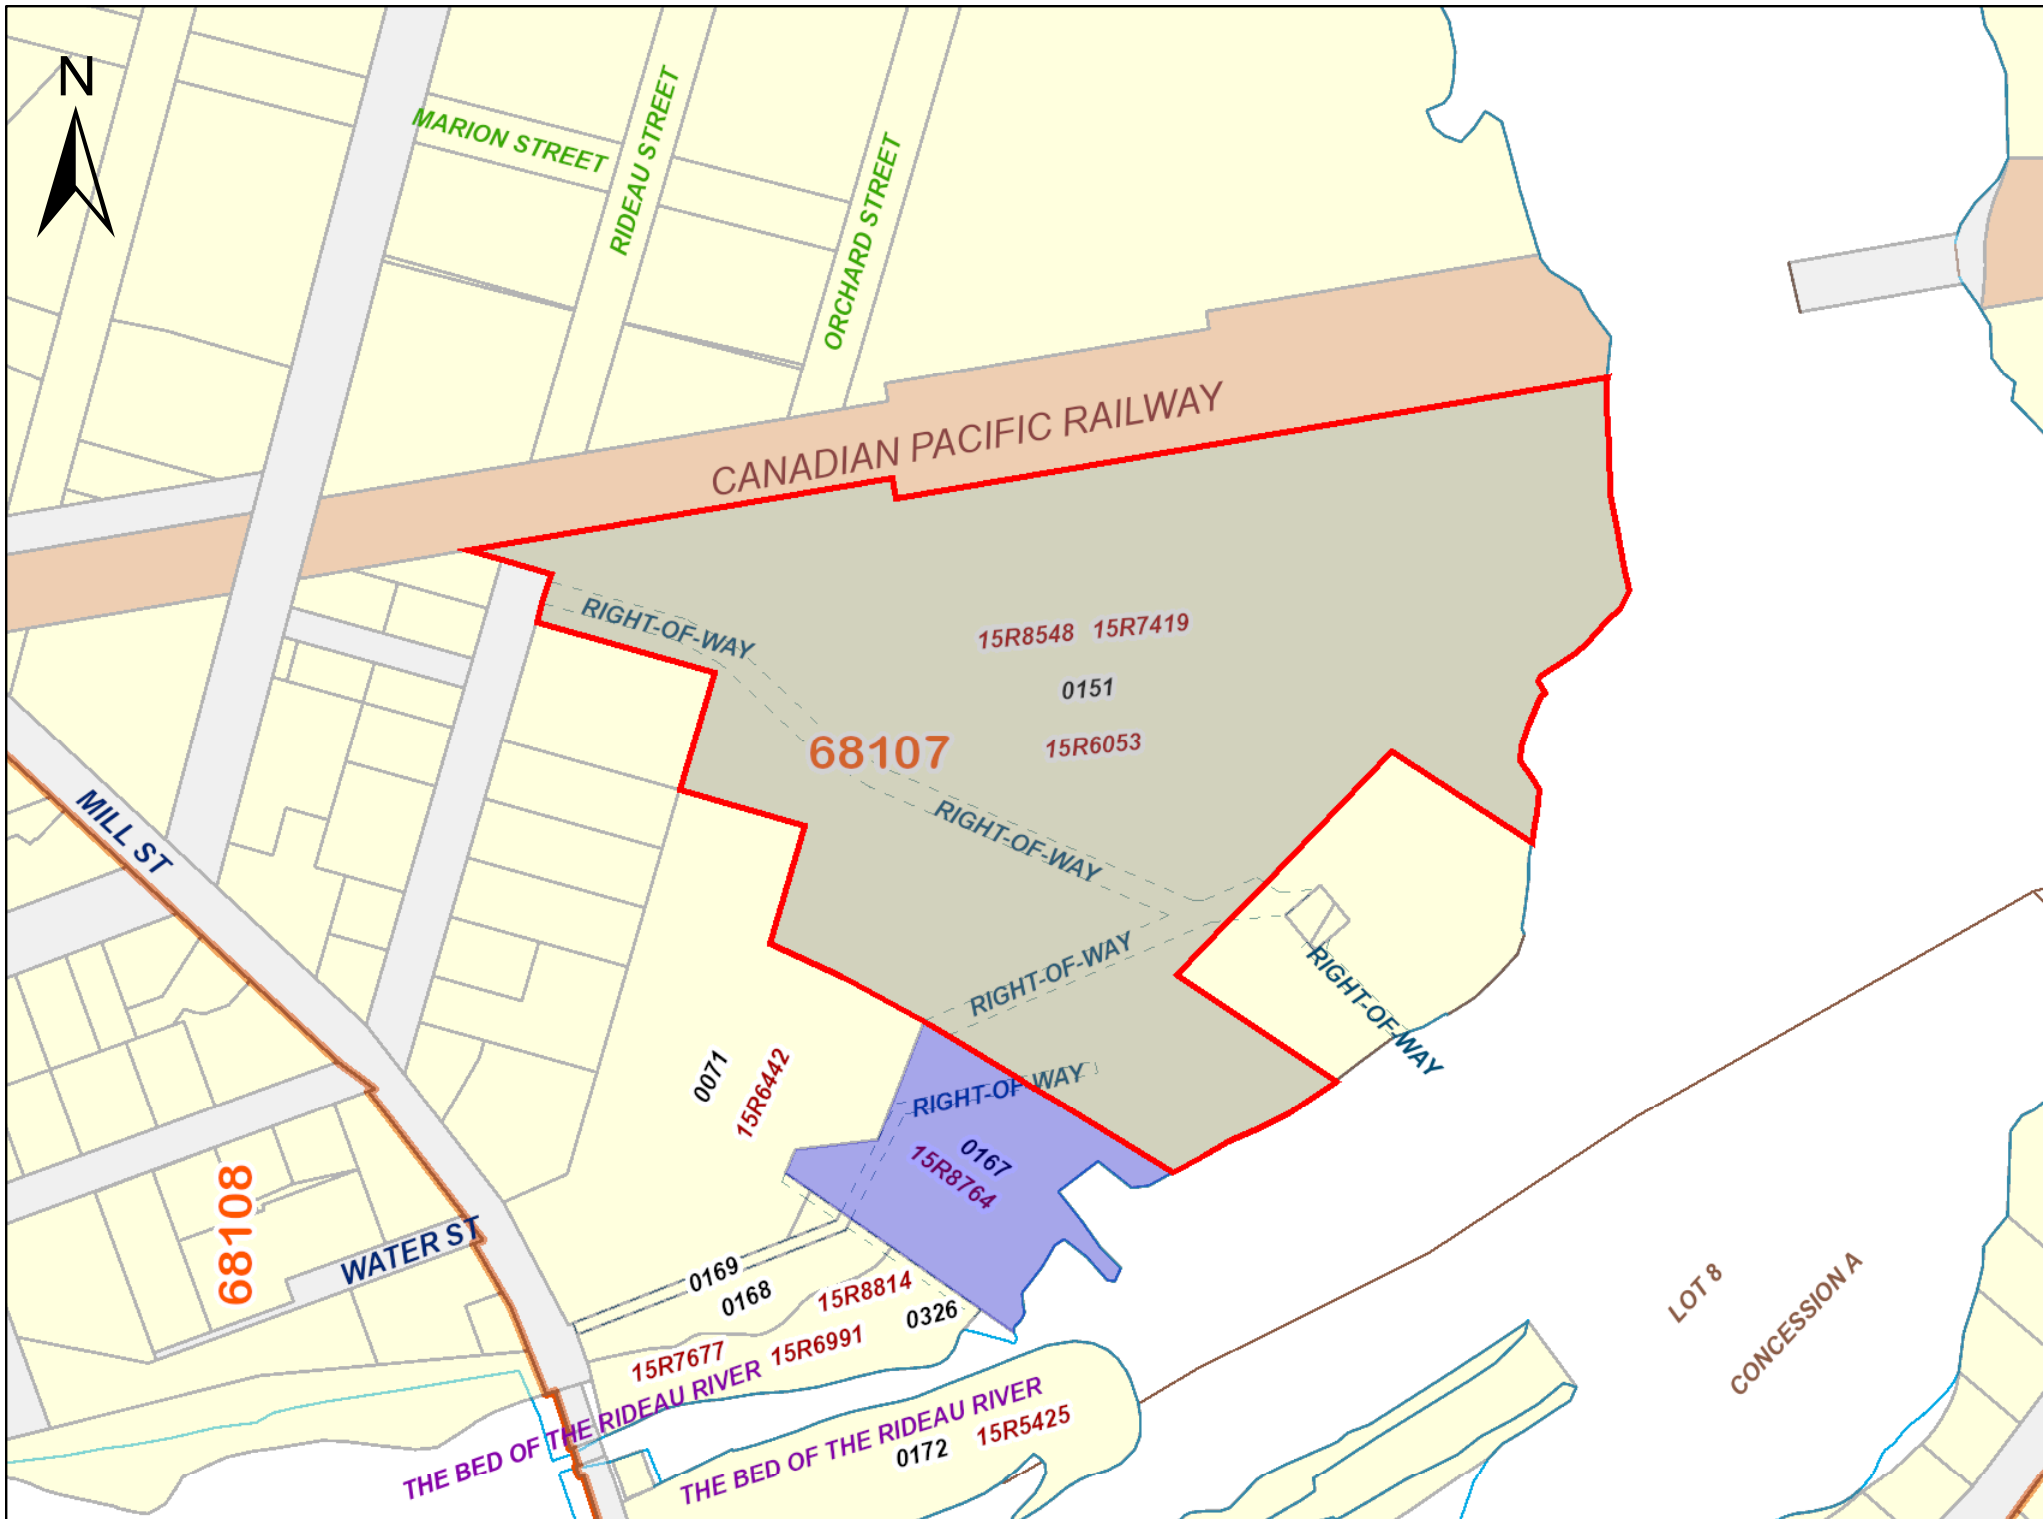 N
MARION STREET
RIDEAU STREET
ORCHARD STREET
CANADIAN PACIFIC RAILWAY
RIGHT-OF-WAY
15R8548 15R7419
0151
15R6053
68107
RIGHT-OF-WAY
MILL ST
RIGHT-OF-WAY
RIGHT-OF-WAY
0071
15R6442
RIGHT-OF-WAY
0167
15R8764
68108
WATER ST
0169
0168
15R8814
0326
15R7677
15R6991
THE BED OF THE RIDEAU RIVER
THE BED OF THE RIDEAU RIVER
0172
15R5425
LOT 8
CONCESSION A